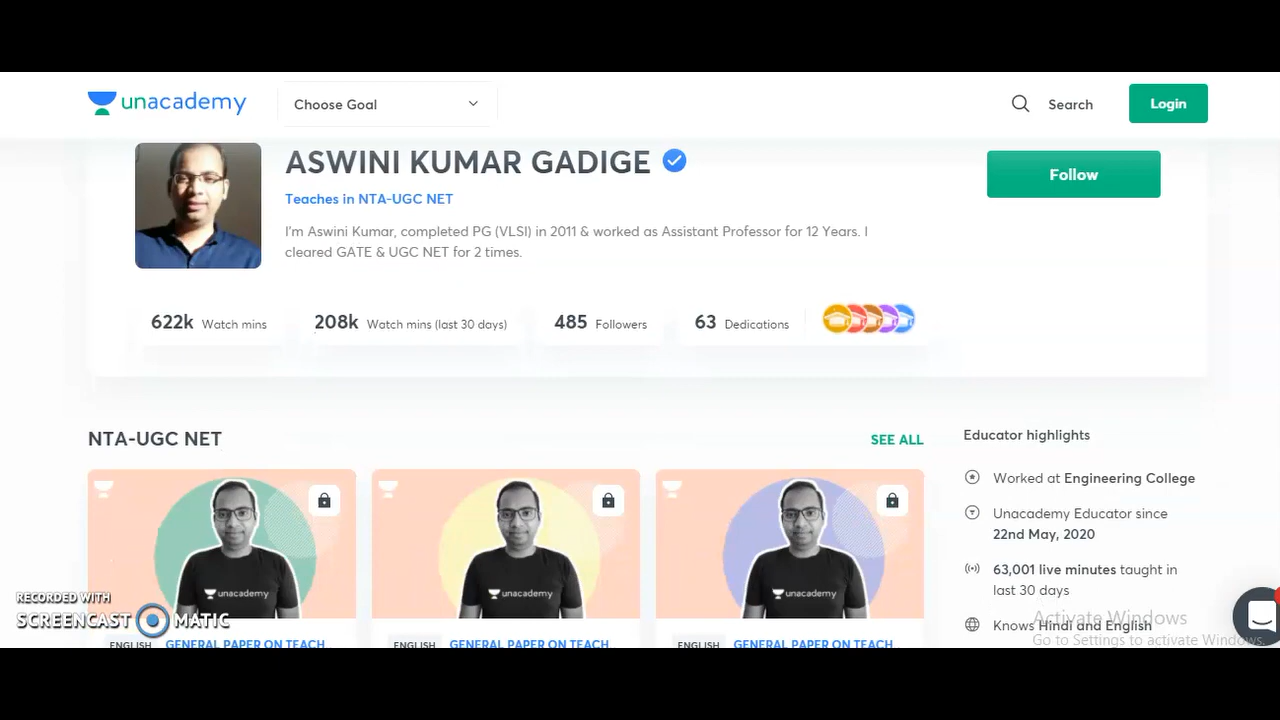 unacademy
Choose Goal
Search
Login
ASWINI KUMAR GADIGE
Follow
Teaches in NTA-UGC NET
I'm Aswini Kumar, completed PG (VLSI) in 2011 & worked as Assistant Professor for 12 Years. I
cleared GATE & UGC NET for 2 times.
622k Watch mins
208k Watch mins (last 30 days)
485 Followers
63 Dedications
NTA-UGC NET
SEE ALL
unacademy
unacademy
unacademy
ENGLISH GENERAL PAPER ON TEACH
ENGLISH GENERAL PAPER ON TEACH
ENGLISH GENERAL PAPER ON TEACH
Educator highlights
Worked at Engineering College
Unacademy Educator since
22nd May, 2020
63,001 live minutes taught in
last 30 days
Knows Hindi and English
Activate Windows
Go to Settings to activate Windows.
RECORDED WITH
SCREENCAST MATIC